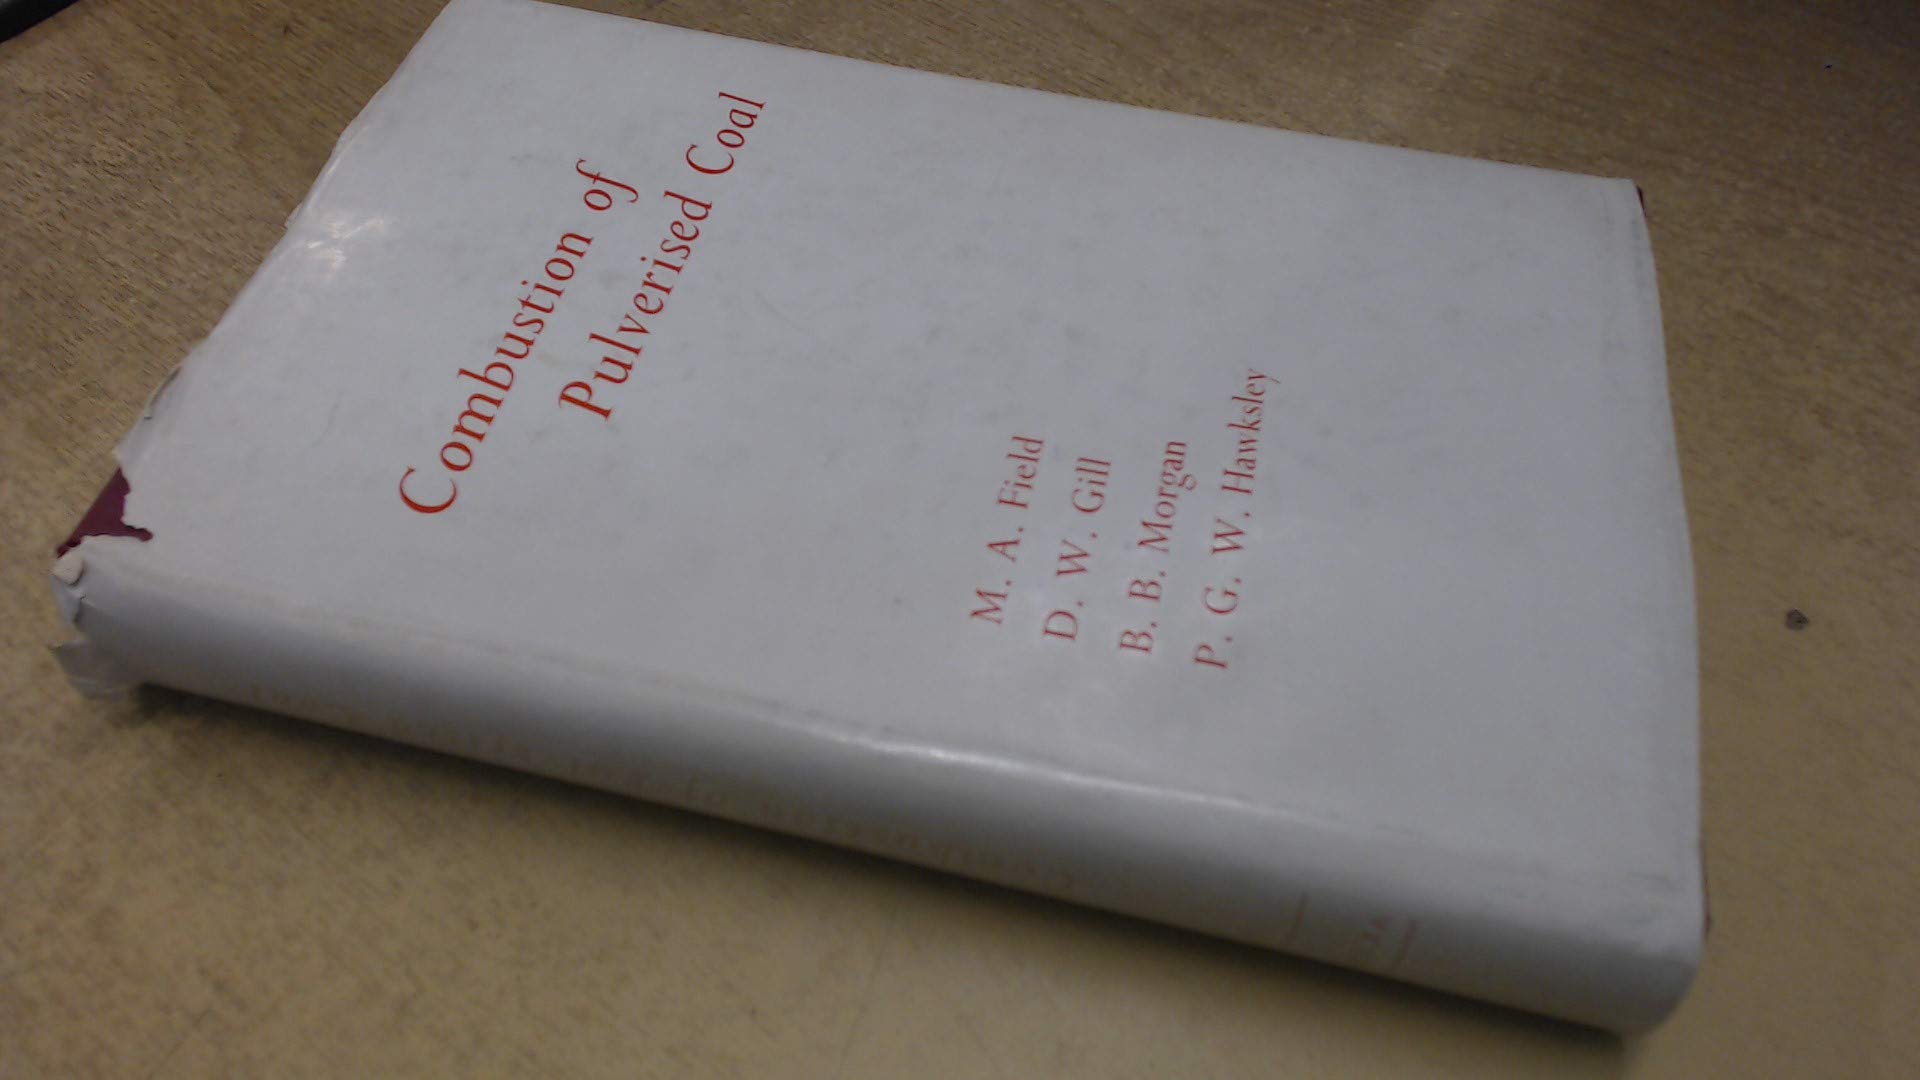 Combustion of
Pulverised Coal
M. A. Field
D. W. Gill
B. B. Morgan
P. G. W. Hawksley